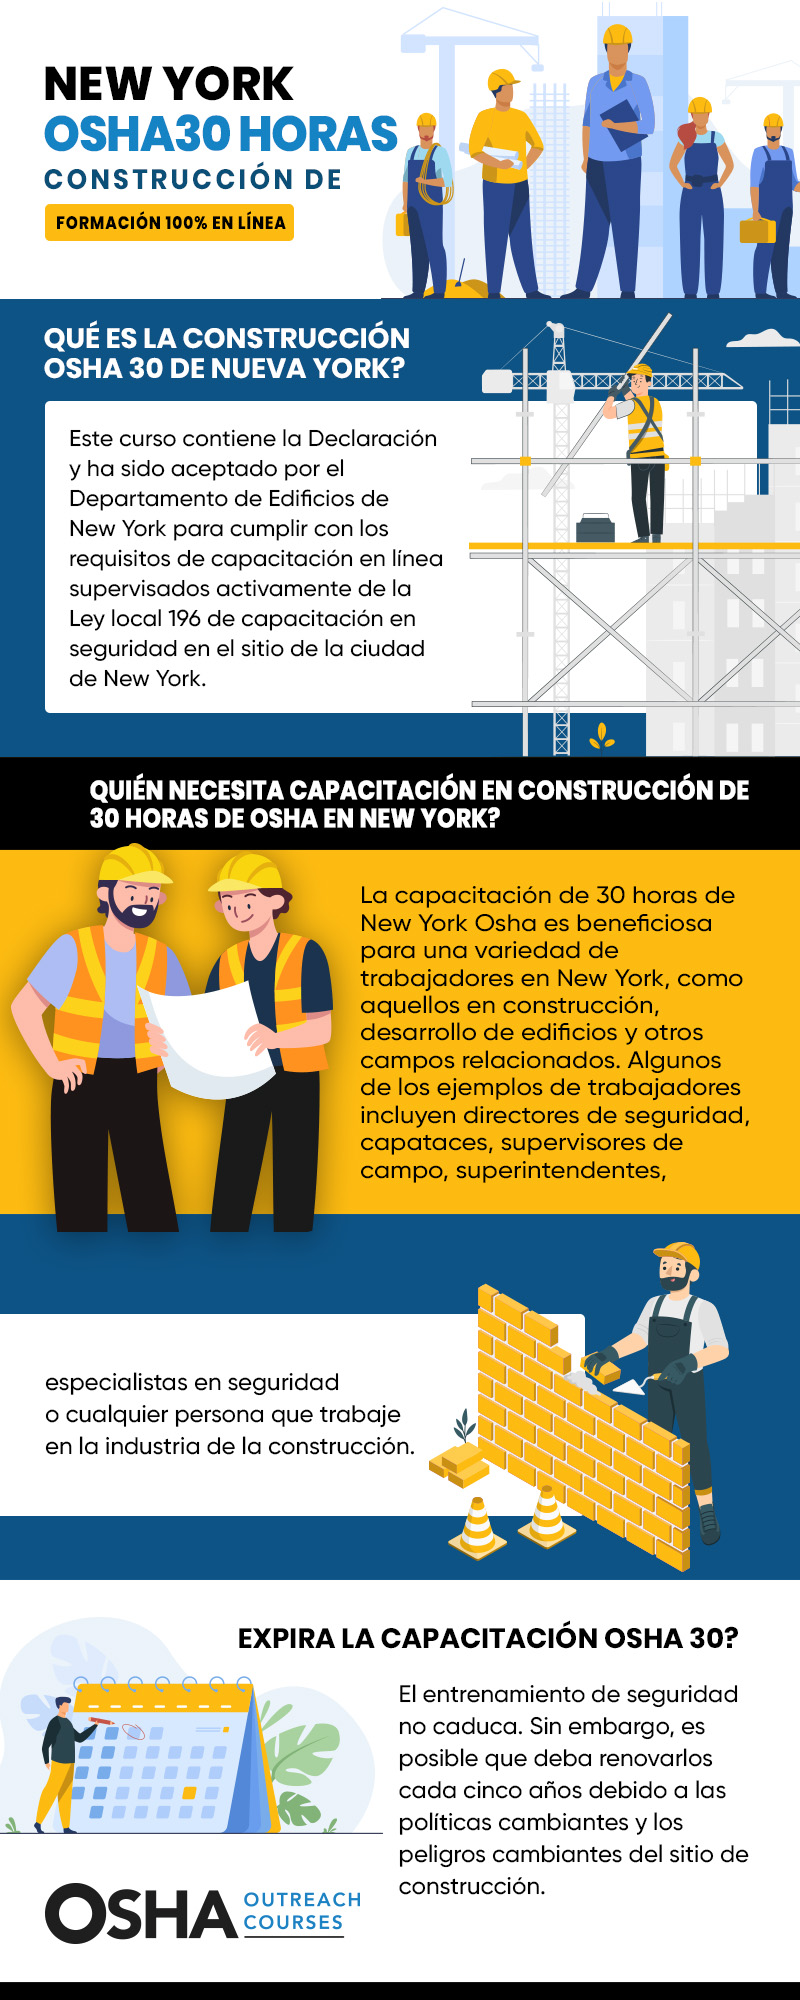 NEW YORK
OSHA30 HORAS
CONSTRUCCIÓN DE
FORMACIÓN 100% EN LÍNEA
QUÉ ES LA CONSTRUCCIÓN
OSHA 30 DE NUEVA YORK?
Este curso contiene la Declaración
y ha sido aceptado por el
Departamento de Edificios de
New York para cumplir con los
requisitos de capacitación en línea
supervisados activamente de la
Ley local 196 de capacitación en
seguridad en el sitio de la ciudad
de New York.
QUIÉN NECESITA CAPACITACIÓN EN CONSTRUCCIÓN DE
30 HORAS DE OSHA EN NEW YORK?
La capacitación de 30 horas de
New York Osha es beneficiosa
para una variedad de
trabajadores en New York, como
aquellos en construcción,
desarrollo de edificios y otros
campos relacionados. Algunos
de los ejemplos de trabajadores
incluyen directores de seguridad,
capataces, supervisores de
campo, superintendentes,
especialistas en seguridad
o cualquier persona que trabaje
en la industria de la construcción.
EXPIRA LA CAPACITACIÓN OSHA 30?
El entrenamiento de seguridad
no caduca. Sin embargo, es
posible que deba renovarlos
cada cinco años debido a las
políticas cambiantes y los
peligros cambiantes del sitio de
construcción.
OSHA OUTREACH
COURSES